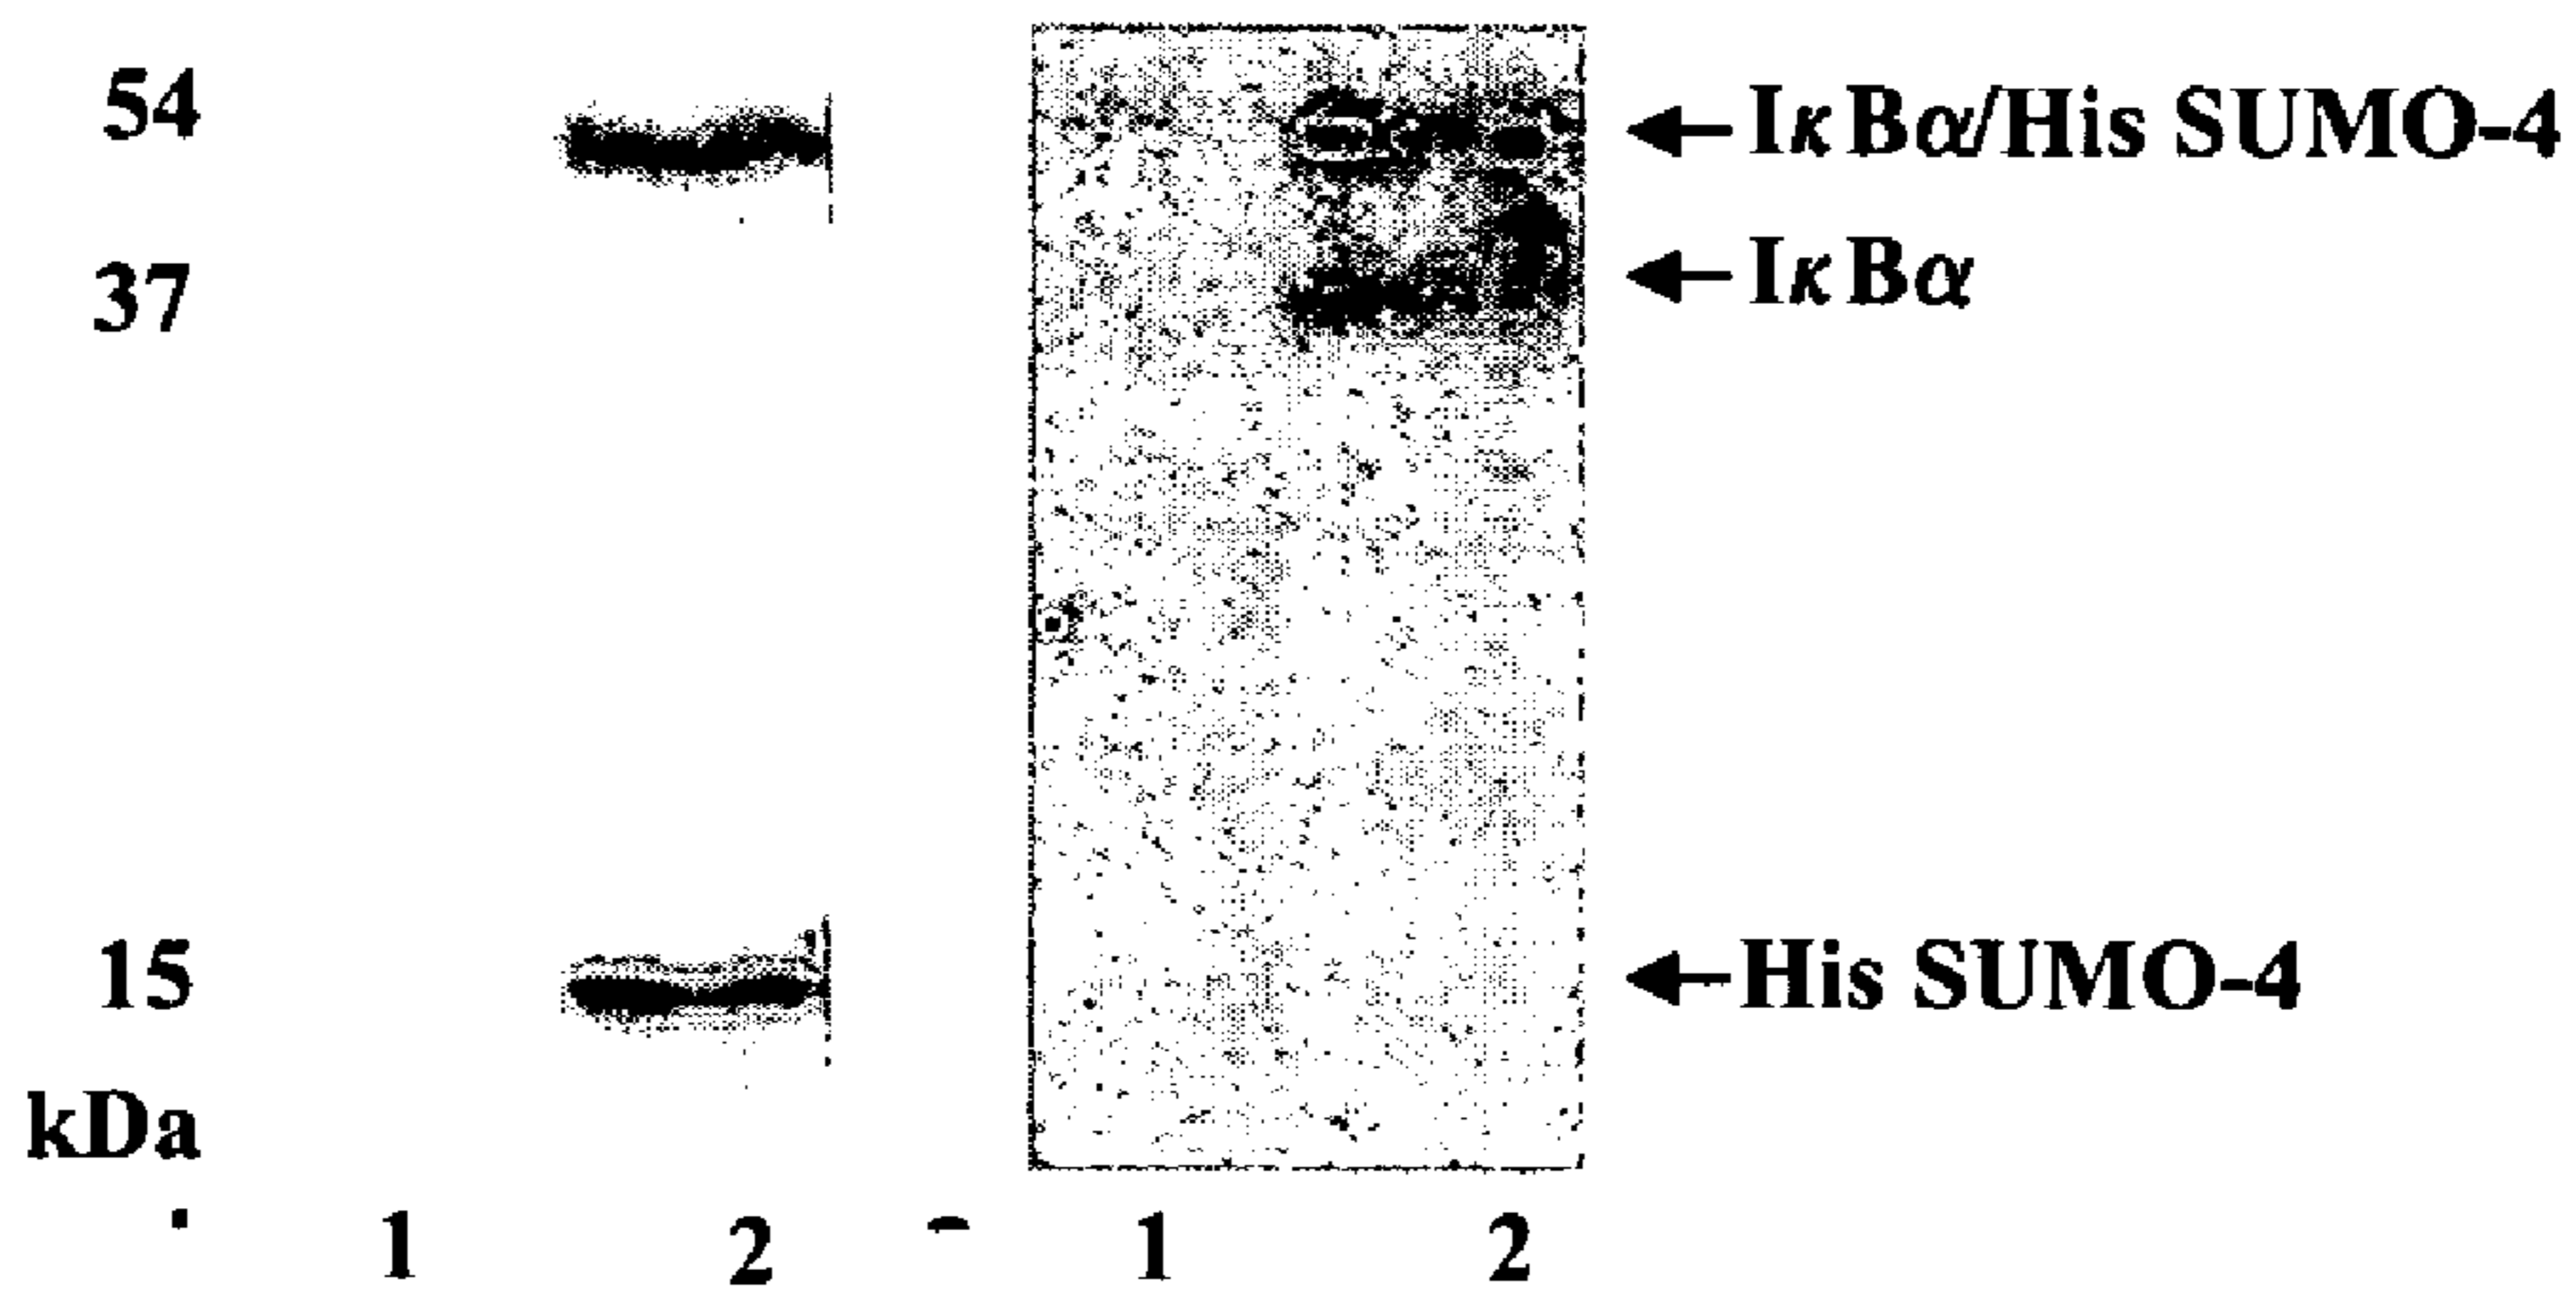 54
IκBα/His SUMO-4
37
IκBα
15
His SUMO-4
kDa
1 2 1 2